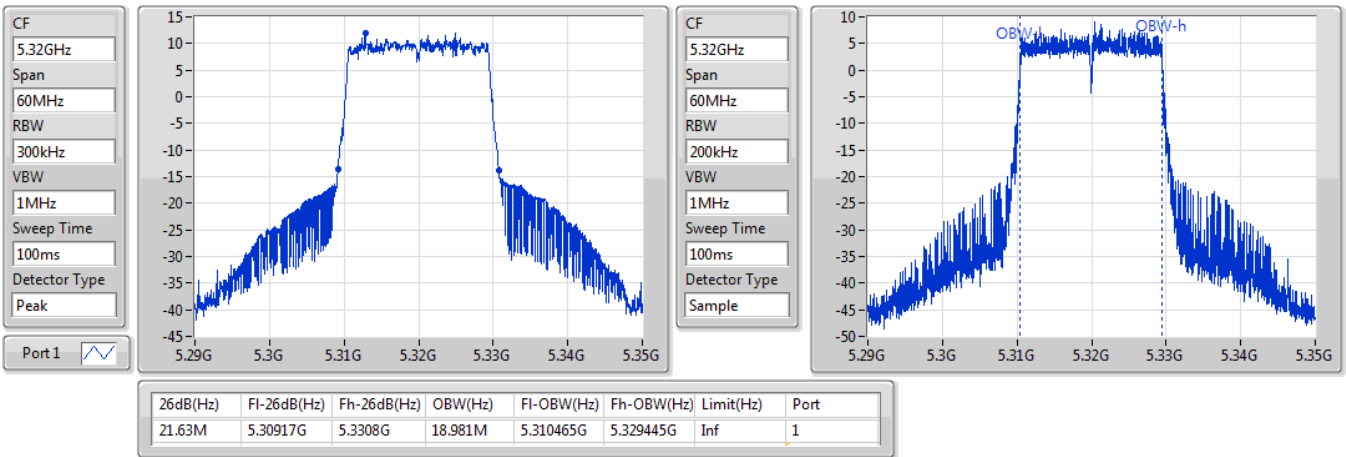 CF
5.32GHz
Span
60MHz
RBW
300kHz
VBW
1MHz
Sweep Time
100ms
Detector Type
Peak
Port 1
15
10
5
0
-5
-10
-15
-20
-25
-30
-35
-40
-45
5.29G 5.3G 5.31G 5.32G 5.33G 5.34G 5.35G
CF
5.32GHz
Span
60MHz
RBW
200kHz
VBW
1MHz
Sweep Time
100ms
Detector Type
Sample
10
5
0
-5
-10
-15
-20
-25
-30
-35
-40
-45
-50
OBW-h
5.29G 5.3G 5.31G 5.32G 5.33G 5.34G 5.35G
26dB(Hz) Fl-26dB(Hz) Fh-26dB(Hz) OBW(Hz) Fl-OBW(Hz) Fh-OBW(Hz) Limit(Hz) Port
21.63M 5.30917G 5.3308G 18.981M 5.310465G 5.329445G Inf 1